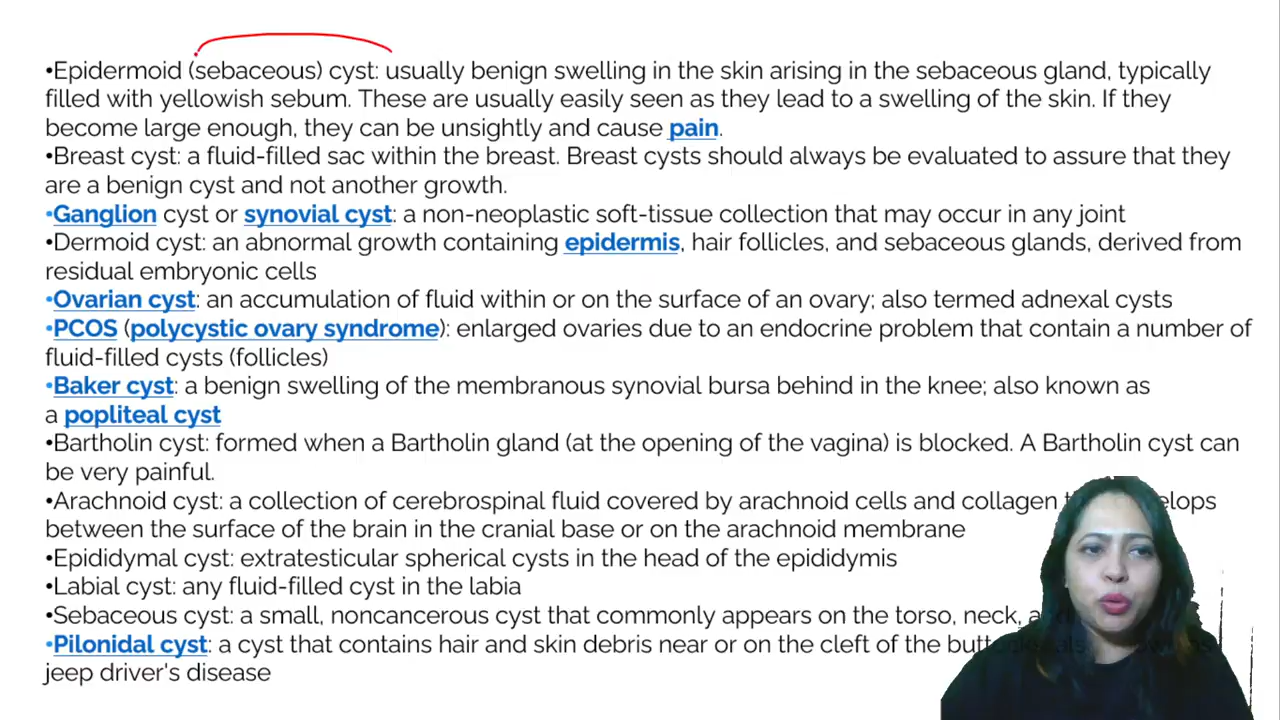 •Epidermoid (sebaceous) cyst: usually benign swelling in the skin arising in the sebaceous gland, typically
filled with yellowish sebum. These are usually easily seen as they lead to a swelling of the skin. If they
become large enough, they can be unsightly and cause pain.
•Breast cyst: a fluid-filled sac within the breast. Breast cysts should always be evaluated to assure that they
are a benign cyst and not another growth.
•Ganglion cyst or synovial cyst: a non-neoplastic soft-tissue collection that may occur in any joint
•Dermoid cyst: an abnormal growth containing epidermis, hair follicles, and sebaceous glands, derived from
residual embryonic cells
•Ovarian cyst: an accumulation of fluid within or on the surface of an ovary; also termed adnexal cysts
•PCOS (polycystic ovary syndrome): enlarged ovaries due to an endocrine problem that contain a number of
fluid-filled cysts (follicles)
•Baker cyst: a benign swelling of the membranous synovial bursa behind in the knee; also known as
a popliteal cyst
•Bartholin cyst: formed when a Bartholin gland (at the opening of the vagina) is blocked. A Bartholin cyst can
be very painful.
•Arachnoid cyst: a collection of cerebrospinal fluid covered by arachnoid cells and collagen
between the surface of the brain in the cranial base or on the arachnoid membrane
•Epididymal cyst: extratesticular spherical cysts in the head of the epididymis
•Labial cyst: any fluid-filled cyst in the labia
•Sebaceous cyst: a small, noncancerous cyst that commonly appears on the torso, neck,
•Pilonidal cyst: a cyst that contains hair and skin debris near or on the cleft of the
jeep driver's disease